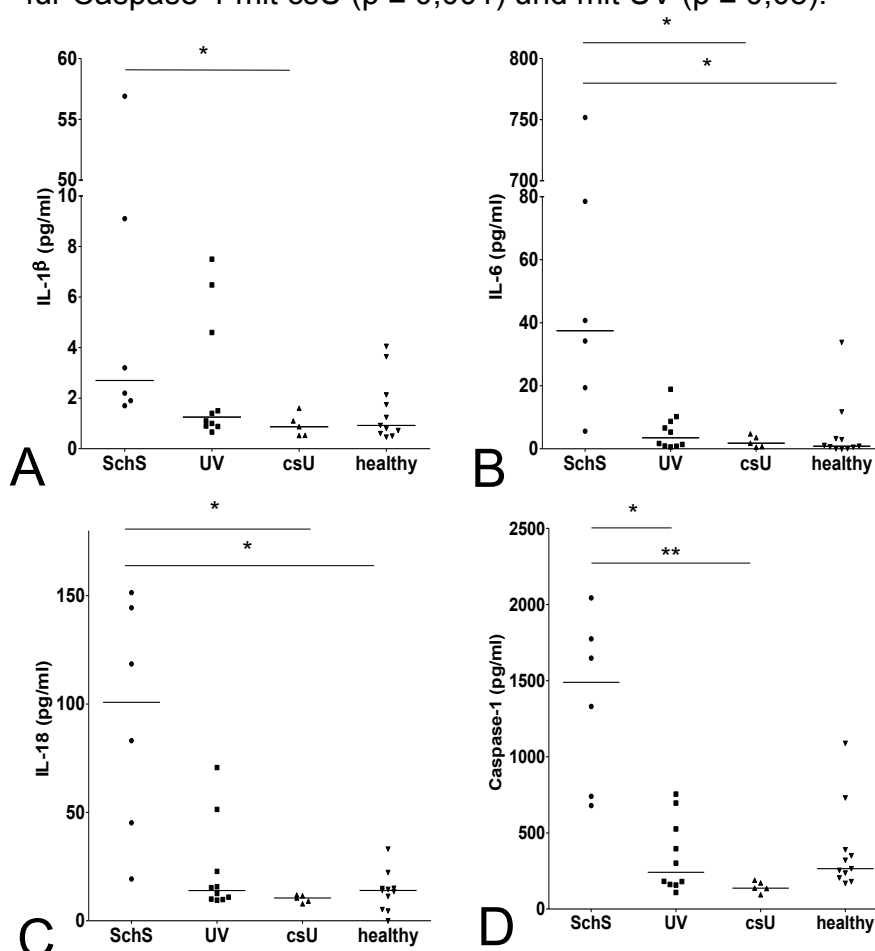 für Caspase-1 mit csU (p = 0,001) und mit UV (p = 0,05).
*
60
55
50
10
8
6
4
2
0
IL-1β (pg/ml)
SchS UV csU healthy
A
*
*
800
750
700
80
60
40
20
0
IL-6 (pg/ml)
SchS UV csU healthy
B
*
*
150
100
50
0
IL-18 (pg/ml)
SchS UV csU healthy
C
*
**
2500
2000
1500
1000
500
0
Caspase-1 (pg/ml)
SchS UV csU healthy
D